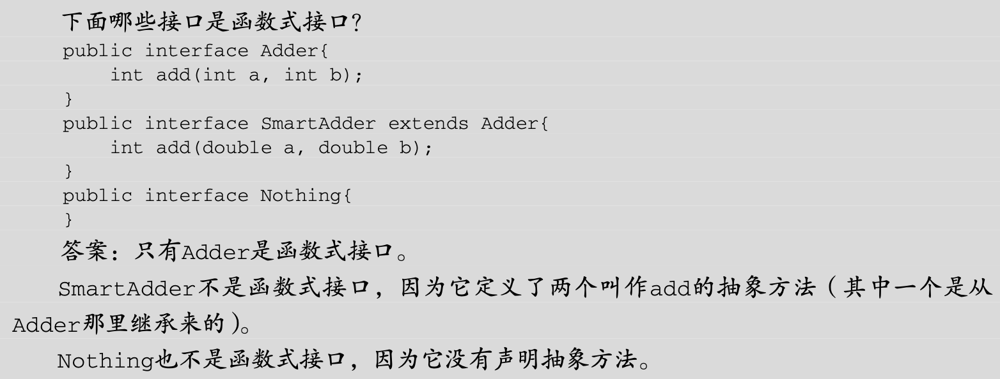 下面哪些接口是函数式接口？
public interface Adder{
    int add(int a, int b);
}
public interface SmartAdder extends Adder{
    int add(double a, double b);
}
public interface Nothing{
}
答案：只有Adder是函数式接口。
SmartAdder不是函数式接口，因为它定义了两个叫作add的抽象方法（其中一个是从
Adder那里继承来的）。
Nothing也不是函数式接口，因为它没有声明抽象方法。